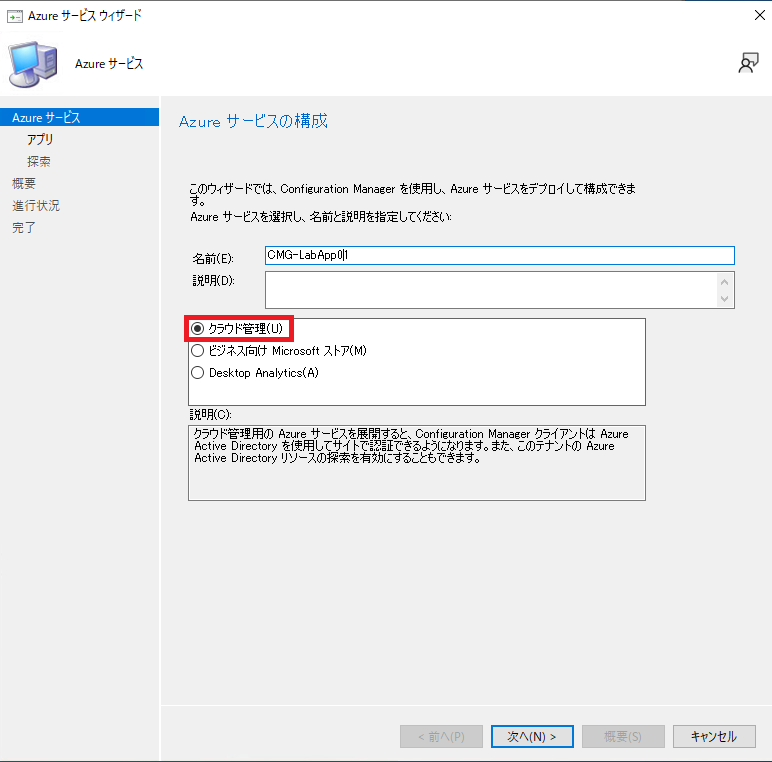 Azure サービス ウィザード
Azure サービス
Azure サービス
アプリ
探索
概要
進行状況
完了
Azure サービスの構成
このウィザードでは、Configuration Manager を使用し、Azure サービスをデプロイして構成できま
す。
Azure サービスを選択し、名前と説明を指定してください:
名前(E):
CMG-LabApp01
説明(D):
クラウド管理(U)
ビジネス向け Microsoft ストア(M)
Desktop Analytics(A)
説明(C):
クラウド管理用の Azure サービスを展開すると、Configuration Manager クライアントは Azure
Active Directory を使用してサイトで認証できるようになります。また、このテナントの Azure
Active Directory リソースの探索を有効にすることもできます。
< 前へ(P)
次へ(N) >
概要(S)
キャンセル